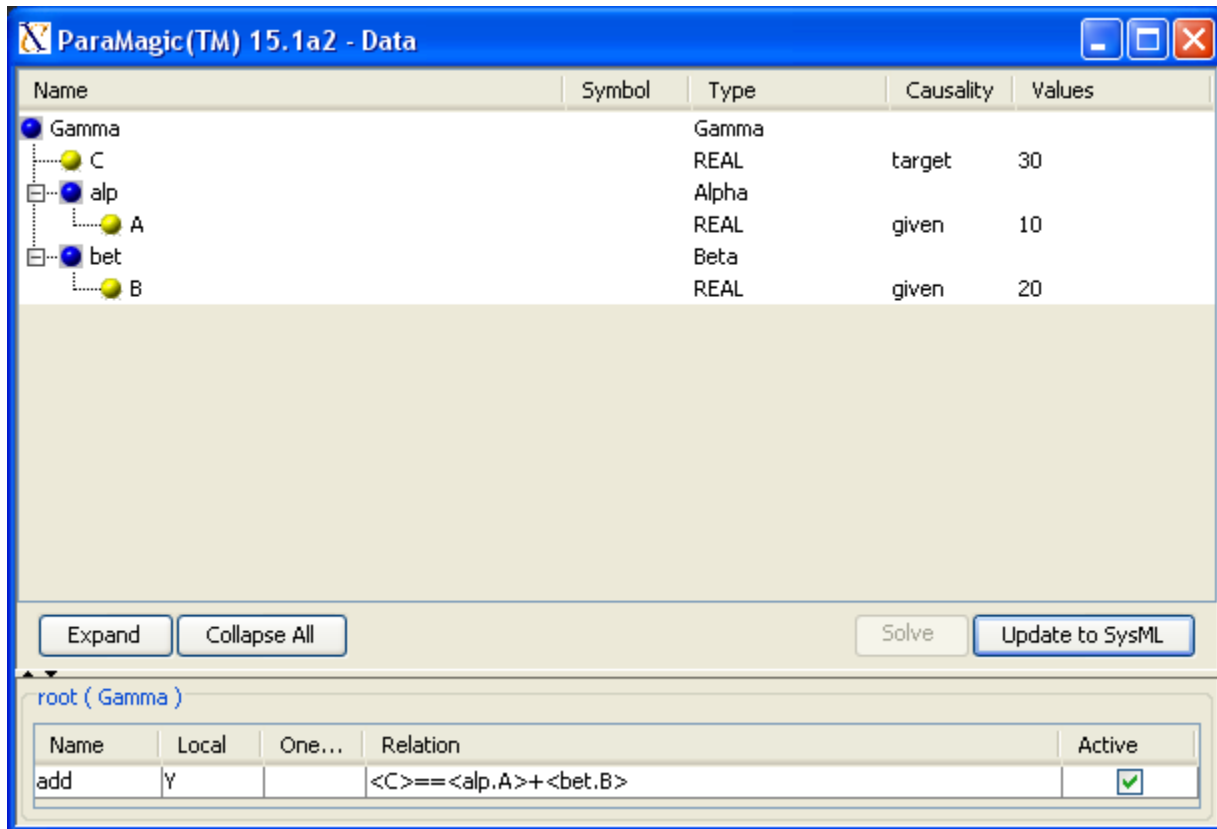 ParaMagic(TM) 15.1a2 - Data
Name Symbol Type Causality Values
Gamma Gamma
C REAL target 30
alp Alpha
A REAL given 10
bet Beta
B REAL given 20
Expand Collapse All Solve Update to SysML
root ( Gamma )
Name Local One... Relation Active
add Y <C>==<alp.A>+<bet.B>